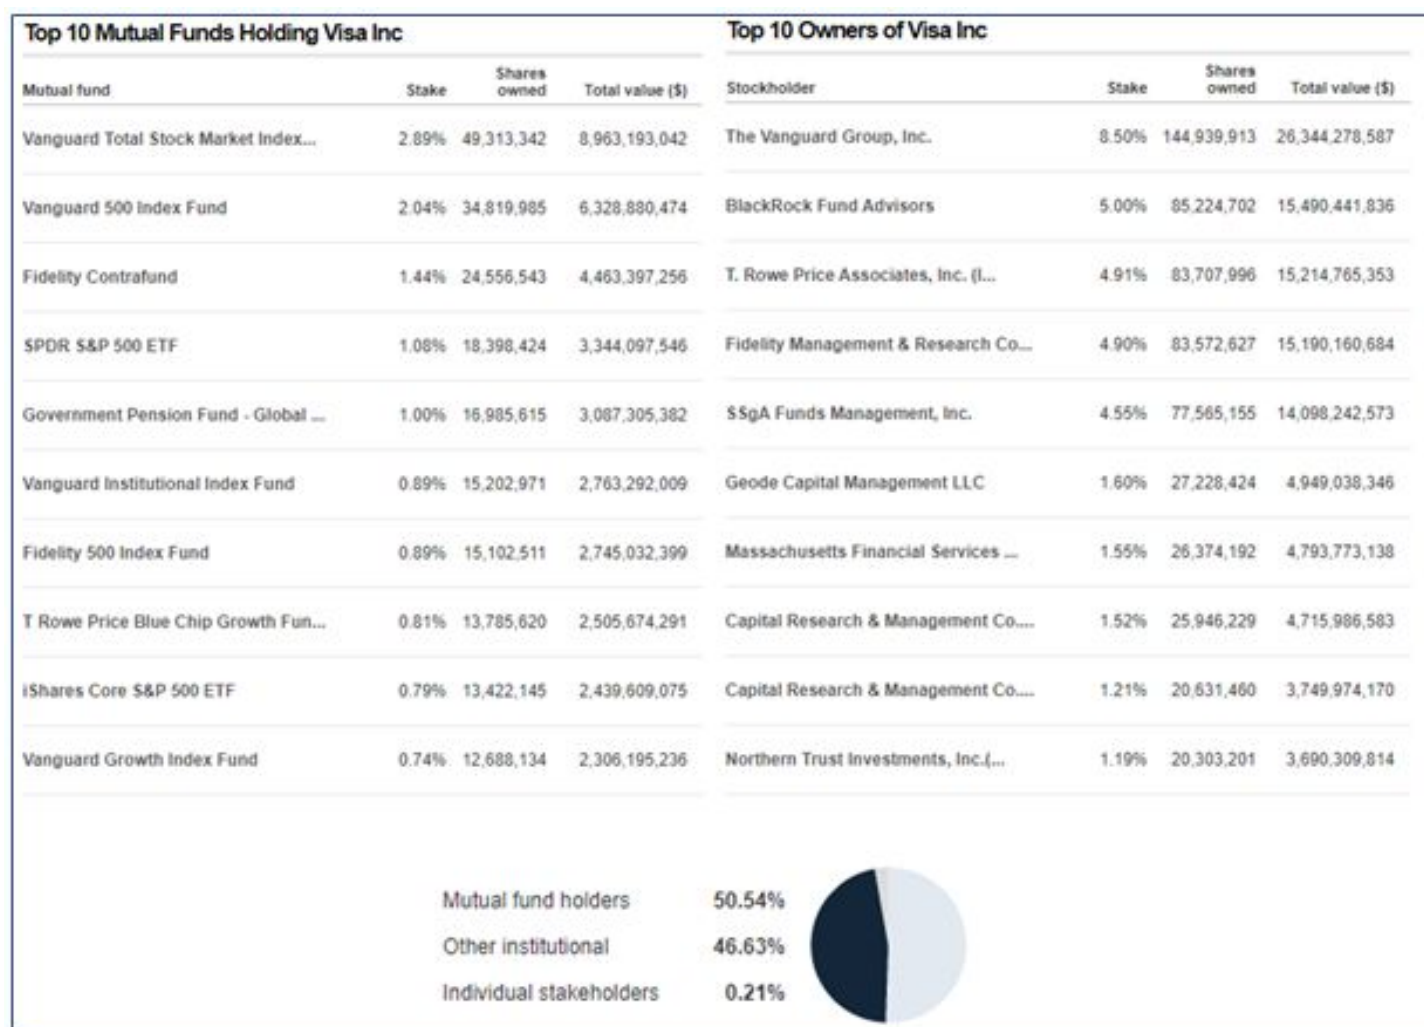 Top 10 Mutual Funds Holding Visa Inc
Mutual fund Stake Shares owned Total value ($)
Vanguard Total Stock Market Index... 2.89% 49,313,342 8,963,193,042
Vanguard 500 Index Fund 2.04% 34,819,985 6,328,880,474
Fidelity Contrafund 1.44% 24,556,543 4,463,397,256
SPDR S&P 500 ETF 1.08% 18,398,424 3,344,097,546
Government Pension Fund - Global ... 1.00% 16,985,615 3,087,305,382
Vanguard Institutional Index Fund 0.89% 15,202,971 2,763,292,009
Fidelity 500 Index Fund 0.89% 15,102,511 2,745,032,399
T Rowe Price Blue Chip Growth Fun... 0.81% 13,785,620 2,505,674,291
iShares Core S&P 500 ETF 0.79% 13,422,145 2,439,609,075
Vanguard Growth Index Fund 0.74% 12,688,134 2,306,195,236
Top 10 Owners of Visa Inc
Stockholder Stake Shares owned Total value ($)
The Vanguard Group, Inc. 8.50% 144,939,913 26,344,278,587
BlackRock Fund Advisors 5.00% 85,224,702 15,490,441,836
T. Rowe Price Associates, Inc. (I... 4.91% 83,707,996 15,214,765,353
Fidelity Management & Research Co... 4.90% 83,572,627 15,190,160,684
SSgA Funds Management, Inc. 4.55% 77,565,155 14,098,242,573
Geode Capital Management LLC 1.60% 27,228,424 4,949,038,346
Massachusetts Financial Services ... 1.55% 26,374,192 4,793,773,138
Capital Research & Management Co.... 1.52% 25,946,229 4,715,986,583
Capital Research & Management Co.... 1.21% 20,631,460 3,749,974,170
Northern Trust Investments, Inc.(... 1.19% 20,303,201 3,690,309,814
Mutual fund holders 50.54%
Other institutional 46.63%
Individual stakeholders 0.21%